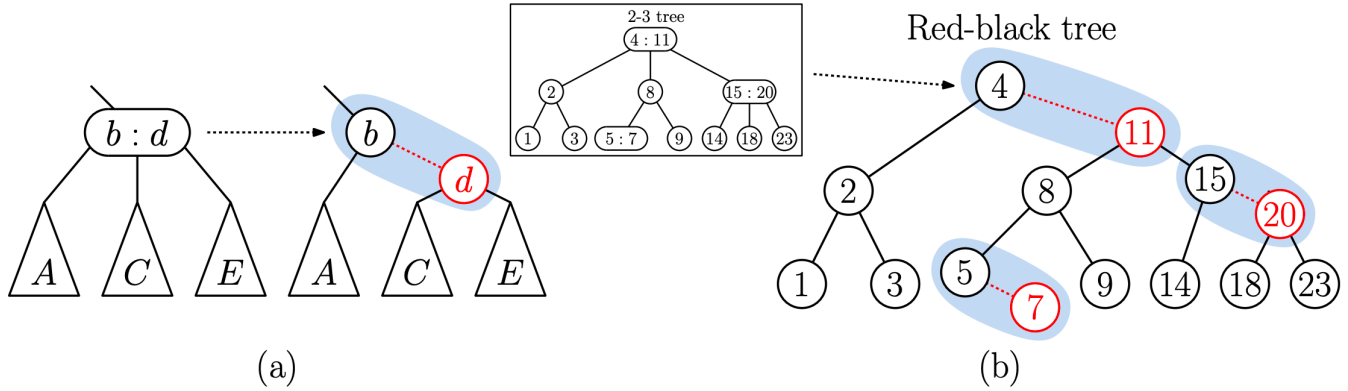 b : d
A C E
b
d
A C E
(a)
2-3 tree
4 : 11
2 8 15 : 20
1 3 5 : 7 9 14 18 23
Red-black tree
4
11
2 8 15
20
1 3 5 9 14 18 23
7
(b)